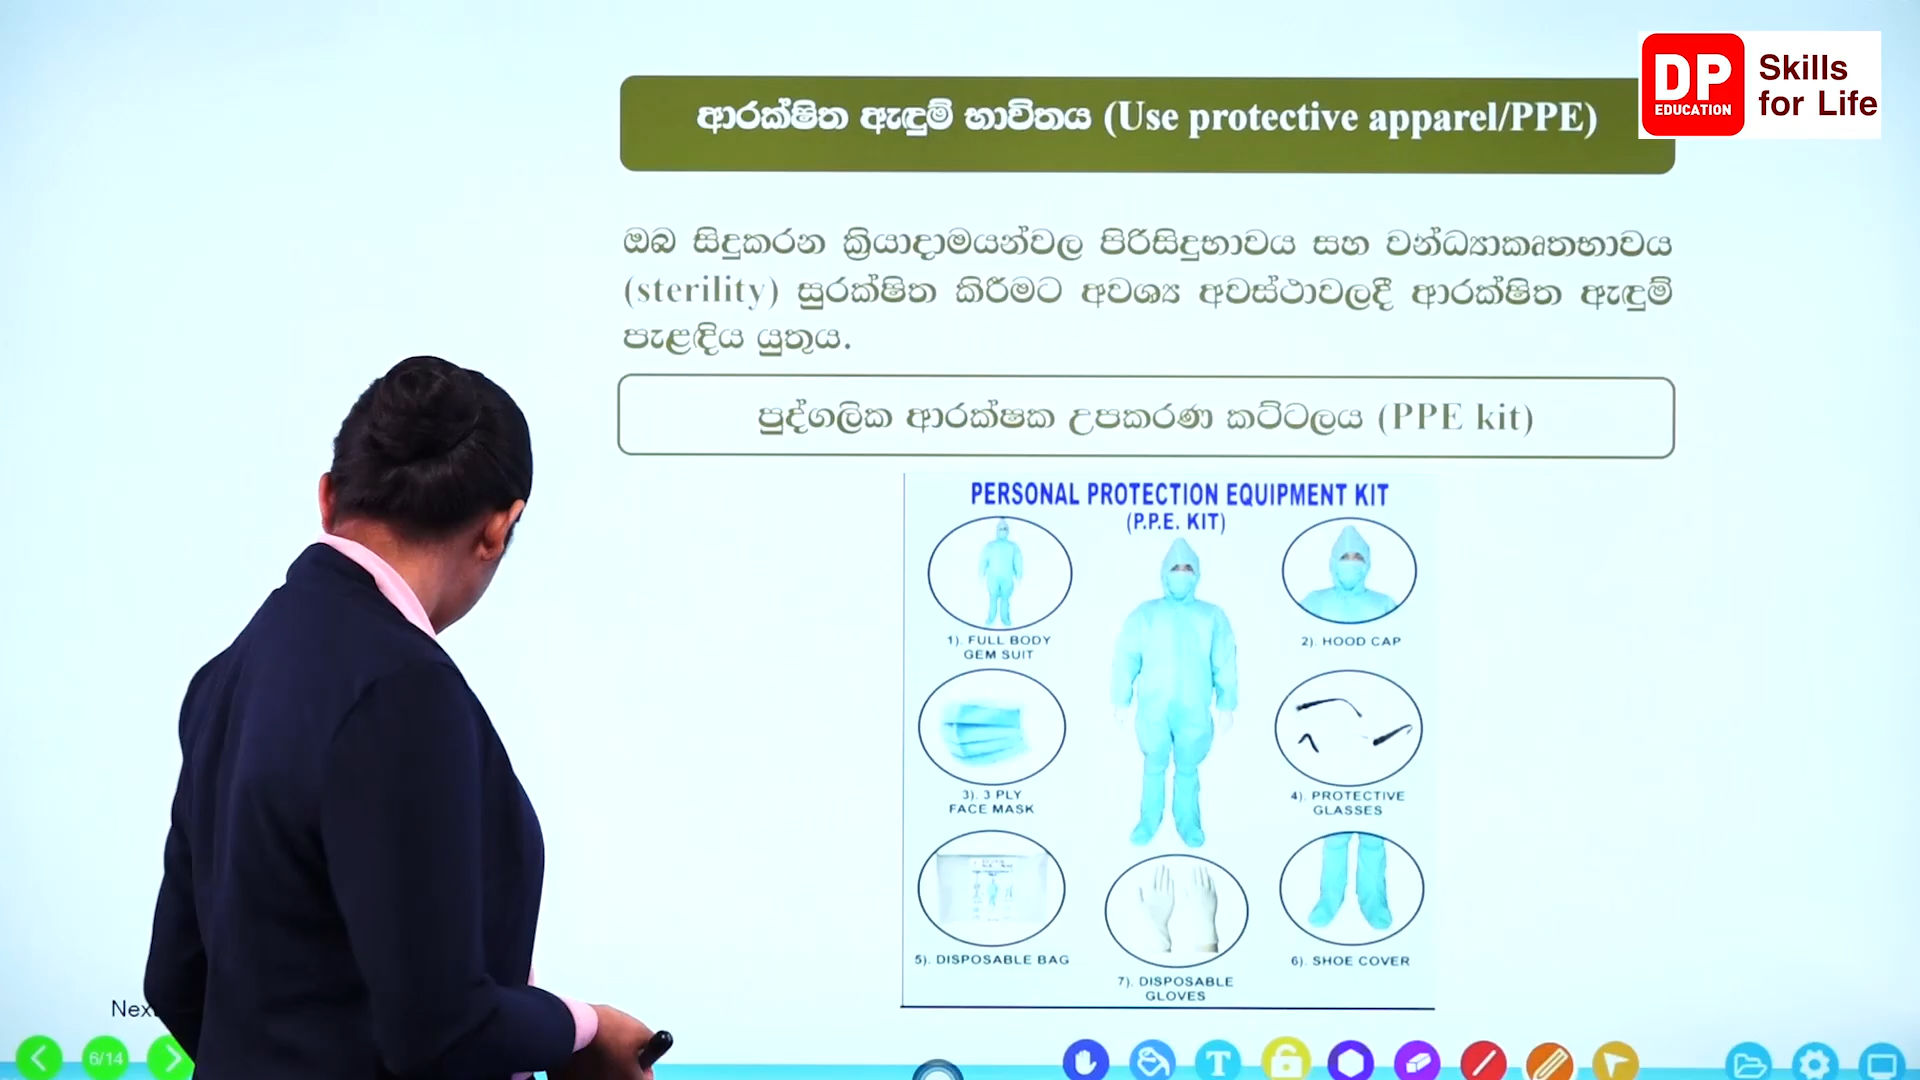 DP
EDUCATION
Skills
for Life
ආරක්ෂිත ඇඳුම් භාවිතය (Use protective apparel/PPE)
ඔබ සිදුකරන ක්‍රියාදාමයන්වල පිරිසිදුභාවය සහ වන්ධ්‍යාකෘතභාවය
(sterility) සුරක්ෂිත කිරීමට අවශ්‍ය අවස්ථාවලදී ආරක්ෂිත ඇඳුම්
පැළඳිය යුතුය.
පුද්ගලික ආරක්ෂක උපකරණ කට්ටලය (PPE kit)
PERSONAL PROTECTION EQUIPMENT KIT
(P.P.E. KIT)
1). FULL BODY
GEM SUIT
2). HOOD CAP
3). 3 PLY
FACE MASK
4). PROTECTIVE
GLASSES
5). DISPOSABLE BAG
6). SHOE COVER
7). DISPOSABLE
GLOVES
6/14
T